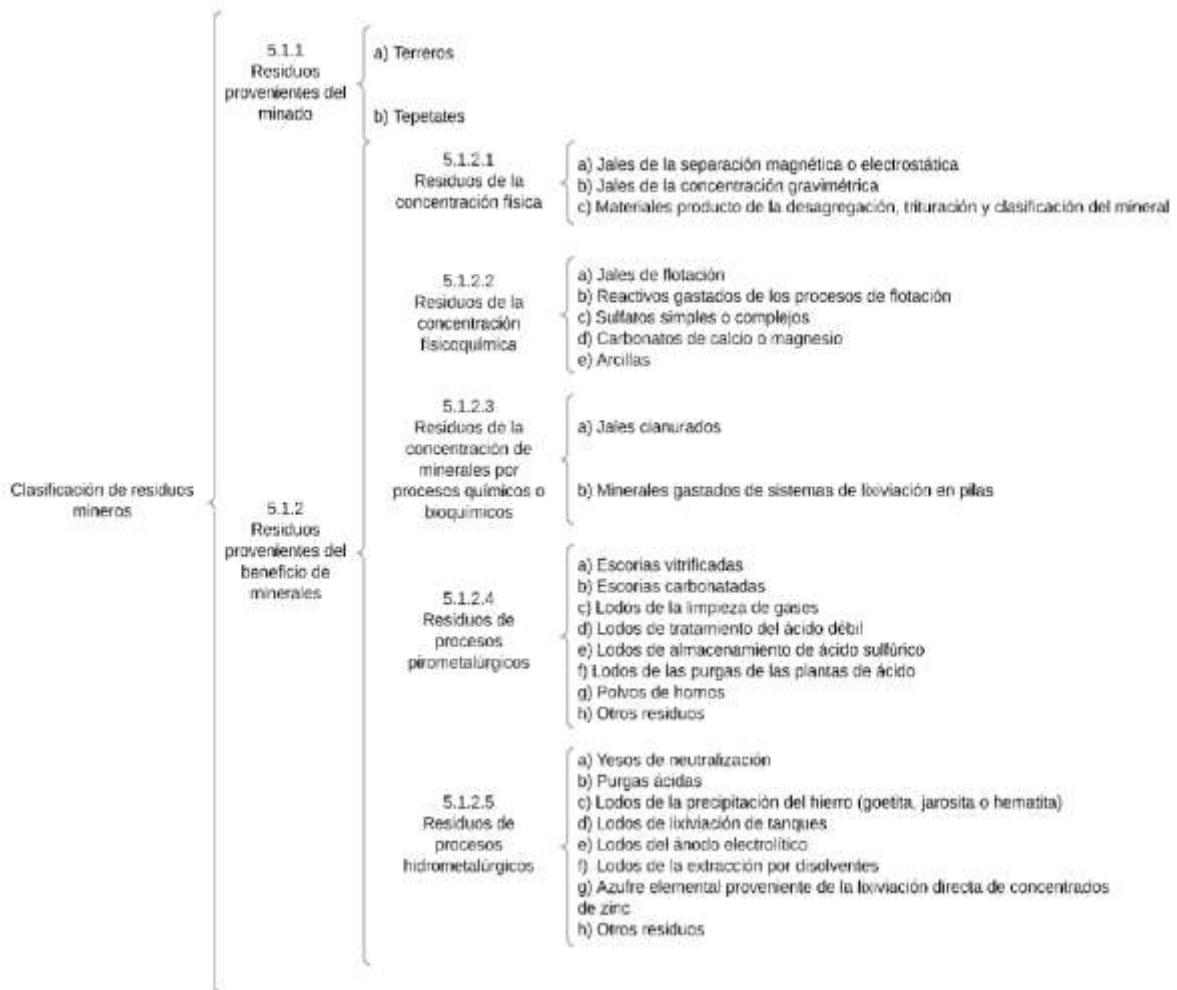 Clasificación de residuos
mineros
5.1.1
Residuos
provenientes del
minado
a) Terreros
b) Tepetates
5.1.2
Residuos
provenientes del
beneficio de
minerales
5.1.2.1
Residuos de la
concentración física
a) Jales de la separación magnética o electrostática
b) Jales de la concentración gravimétrica
c) Materiales producto de la desagregación, trituración y clasificación del mineral
5.1.2.2
Residuos de la
concentración
fisicoquímica
a) Jales de flotación
b) Reactivos gastados de los procesos de flotación
c) Sulfatos simples o complejos
d) Carbonatos de calcio o magnesio
e) Arcillas
5.1.2.3
Residuos de la
concentración de
minerales por
procesos químicos o
bioquímicos
a) Jales cianurados
b) Minerales gastados de sistemas de lixiviación en pilas
5.1.2.4
Residuos de
procesos
pirometalúrgicos
a) Escorias vitrificadas
b) Escorias carbonatadas
c) Lodos de la limpieza de gases
d) Lodos de tratamiento del ácido débil
e) Lodos de almacenamiento de ácido sulfúrico
f) Lodos de las purgas de las plantas de ácido
g) Polvos de hornos
h) Otros residuos
5.1.2.5
Residuos de
procesos
hidrometalúrgicos
a) Yesos de neutralización
b) Purgas ácidas
c) Lodos de la precipitación del hierro (goetita, jarosita o hematita)
d) Lodos de lixiviación de tanques
e) Lodos del ánodo electrolítico
f) Lodos de la extracción por disolventes
g) Azufre elemental proveniente de la lixiviación directa de concentrados
de zinc
h) Otros residuos